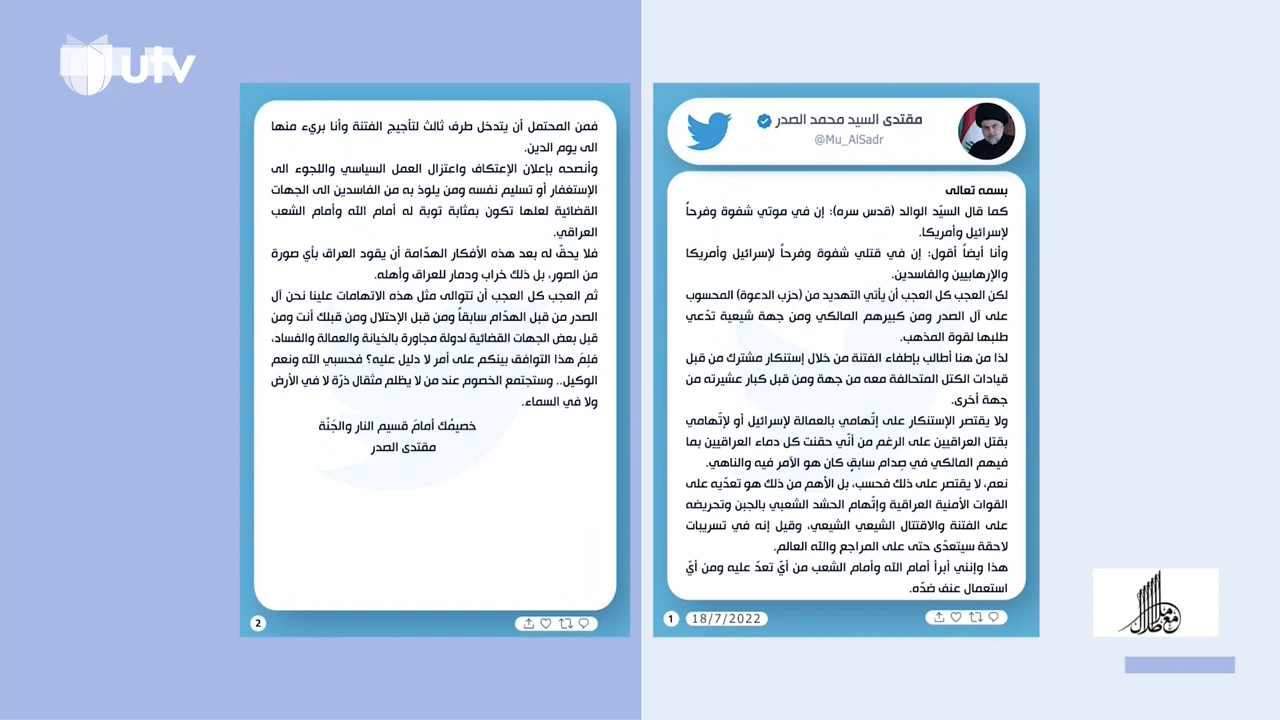 utv
مقتدى السيد محمد الصدر
@Mu_AlSadr
بسمه تعالى
كما قال السيّد الوالد (قدس سره): إن في موتي شفوة وفرحاً
لإسرائيل وأمريكا.
وأنا أيضاً أقول: إن في قتلي شفوة وفرحاً لإسرائيل وأمريكا
والإرهابيين والفاسدين.
لكن العجب كل العجب أن يأتي التهديد من (حزب الدعوة) المحسوب
على آل الصدر ومن كبيرهم المالكي ومن جهة شيعية تدّعي
طلبها لقوة المذهب.
لذا من هنا أطالب بإطفاء الفتنة من خلال إستنكار مشترك من قبل
قيادات الكتل المتحالفة معه من جهة ومن قبل كبار عشيرته من
جهة أخرى.
ولا يقتصر الإستنكار على إتّهامي بالعمالة لإسرائيل أو لإتّهامي
بقتل العراقيين على الرغم من أنّي حقنت كل دماء العراقيين بما
فيهم المالكي في صِدام سابقٍ كان هو الآمر فيه والناهي.
نعم، لا يقتصر على ذلك فحسب، بل الأهم من ذلك هو تعدّيه على
القوات الأمنية العراقية وإتّهام الحشد الشعبي بالجبن وتحريضه
على الفتنة والاقتتال الشيعي الشيعي، وقيل إنه في تسريبات
لاحقة سيتعدّى حتى على المراجع والله العالم.
هذا وإنني أبرأ أمام الله وأمام الشعب من أيّ تعدّ عليه ومن أيّ
استعمال عنف ضدّه.
1 18/7/2022
فمن المحتمل أن يتدخل طرف ثالث لتأجيج الفتنة وأنا بريء منها
الى يوم الدين.
وأنصحه بإعلان الإعتكاف واعتزال العمل السياسي واللجوء الى
الإستغفار أو تسليم نفسه ومن يلوذ به من الفاسدين الى الجهات
القضائية لعلها تكون بمثابة توبة له أمام الله وأمام الشعب
العراقي.
فلا يحقّ له بعد هذه الأفكار الهدّامة أن يقود العراق بأي صورة
من الصور، بل ذلك خراب ودمار للعراق وأهله.
ثم العجب كل العجب أن تتوالى مثل هذه الاتهامات علينا نحن آل
الصدر من قبل الهدّام سابقاً ومن قبل الإحتلال ومن قبلك أنت ومن
قبل بعض الجهات القضائية لدولة مجاورة بالخيانة والعمالة والفساد،
فلِمَ هذا التوافق بينكم على أمر لا دليل عليه؟ فحسبي الله ونعم
الوكيل.. وستجتمع الخصوم عند من لا يظلم مثقال ذرّة لا في الأرض
ولا في السماء.
خصيمُك أمامَ قسيم النار والجَنّة
مقتدى الصدر
2